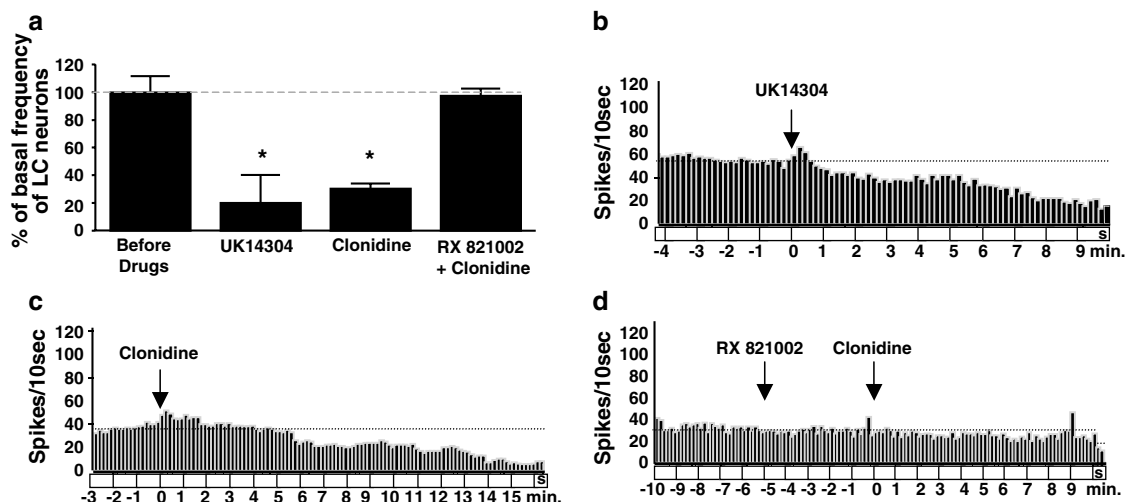 a
% of basal frequency
of LC neurons
120
100
80
60
40
20
0
*
*
Before
Drugs
UK14304
Clonidine
RX 821002
+ Clonidine
b
Spikes/10sec
120
100
80
60
40
20
0
UK14304
s
-4 -3 -2 -1 0 1 2 3 4 5 6 7 8 9 min.
c
Spikes/10sec
120
100
80
60
40
20
0
Clonidine
s
-3 -2 -1 0 1 2 3 4 5 6 7 8 9 10 11 12 13 14 15 min.
d
Spikes/10sec
120
100
80
60
40
20
0
RX 821002
Clonidine
s
-10 -9 -8 -7 -6 -5 -4 -3 -2 -1 0 1 2 3 4 5 6 7 8 9 min.